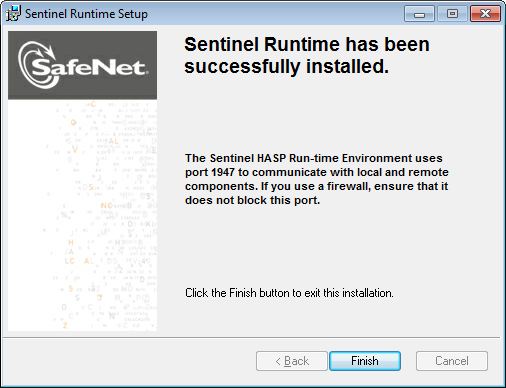 Sentinel Runtime Setup
SafeNet.
Sentinel Runtime has been
successfully installed.
The Sentinel HASP Run-time Environment uses
port 1947 to communicate with local and remote
components. If you use a firewall, ensure that it
does not block this port.
Click the Finish button to exit this installation.
< Back
Finish
Cancel